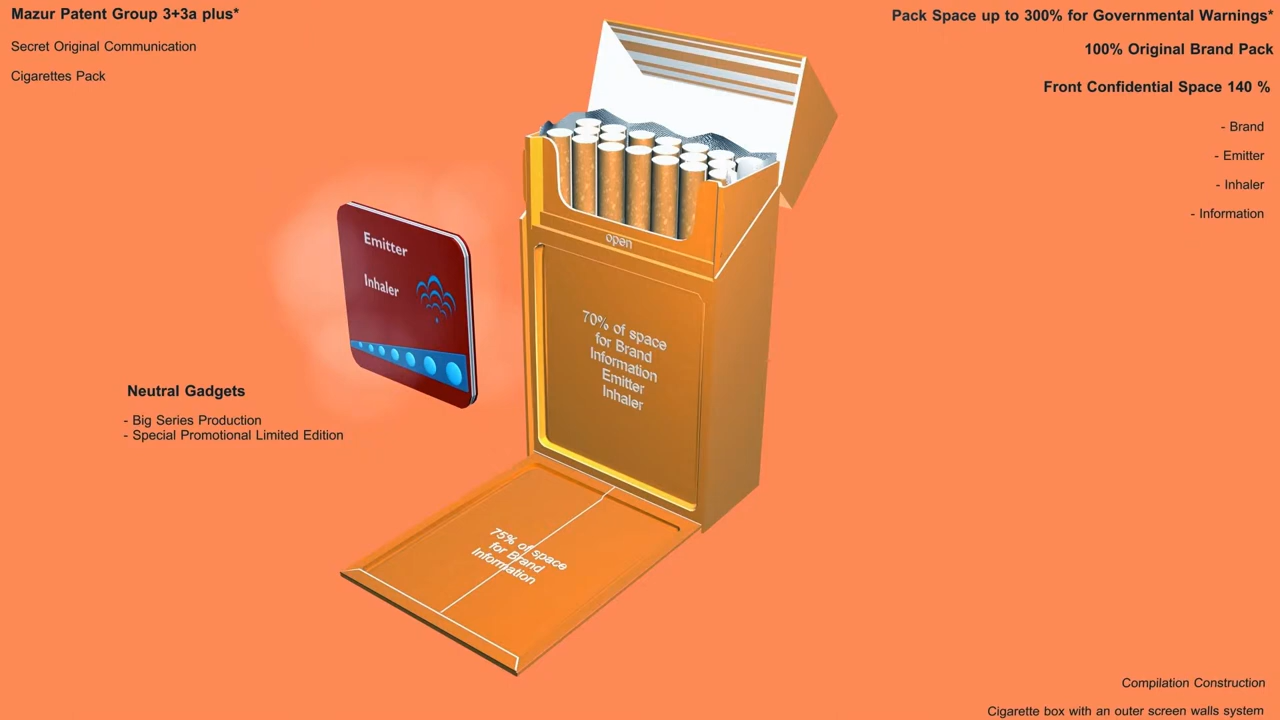 Mazur Patent Group 3+3a plus*
Secret Original Communication
Cigarettes Pack
Pack Space up to 300% for Governmental Warnings*
100% Original Brand Pack
Front Confidential Space 140 %
- Brand
- Emitter
- Inhaler
- Information
open
Emitter
Inhaler
70% of space
for Brand
Information
Emitter
Inhaler
Neutral Gadgets
- Big Series Production
- Special Promotional Limited Edition
75% of space
for Brand
Information
Compilation Construction
Cigarette box with an outer screen walls system